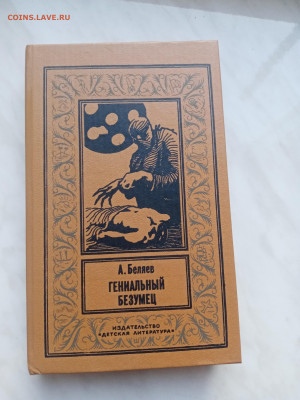 COINS.LAVE.RU
А. Беляев
ГЕНИАЛЬНЫЙ
БЕЗУМЕЦ
ИЗДАТЕЛЬСТВО
«ДЕТСКАЯ ЛИТЕРАТУРА»